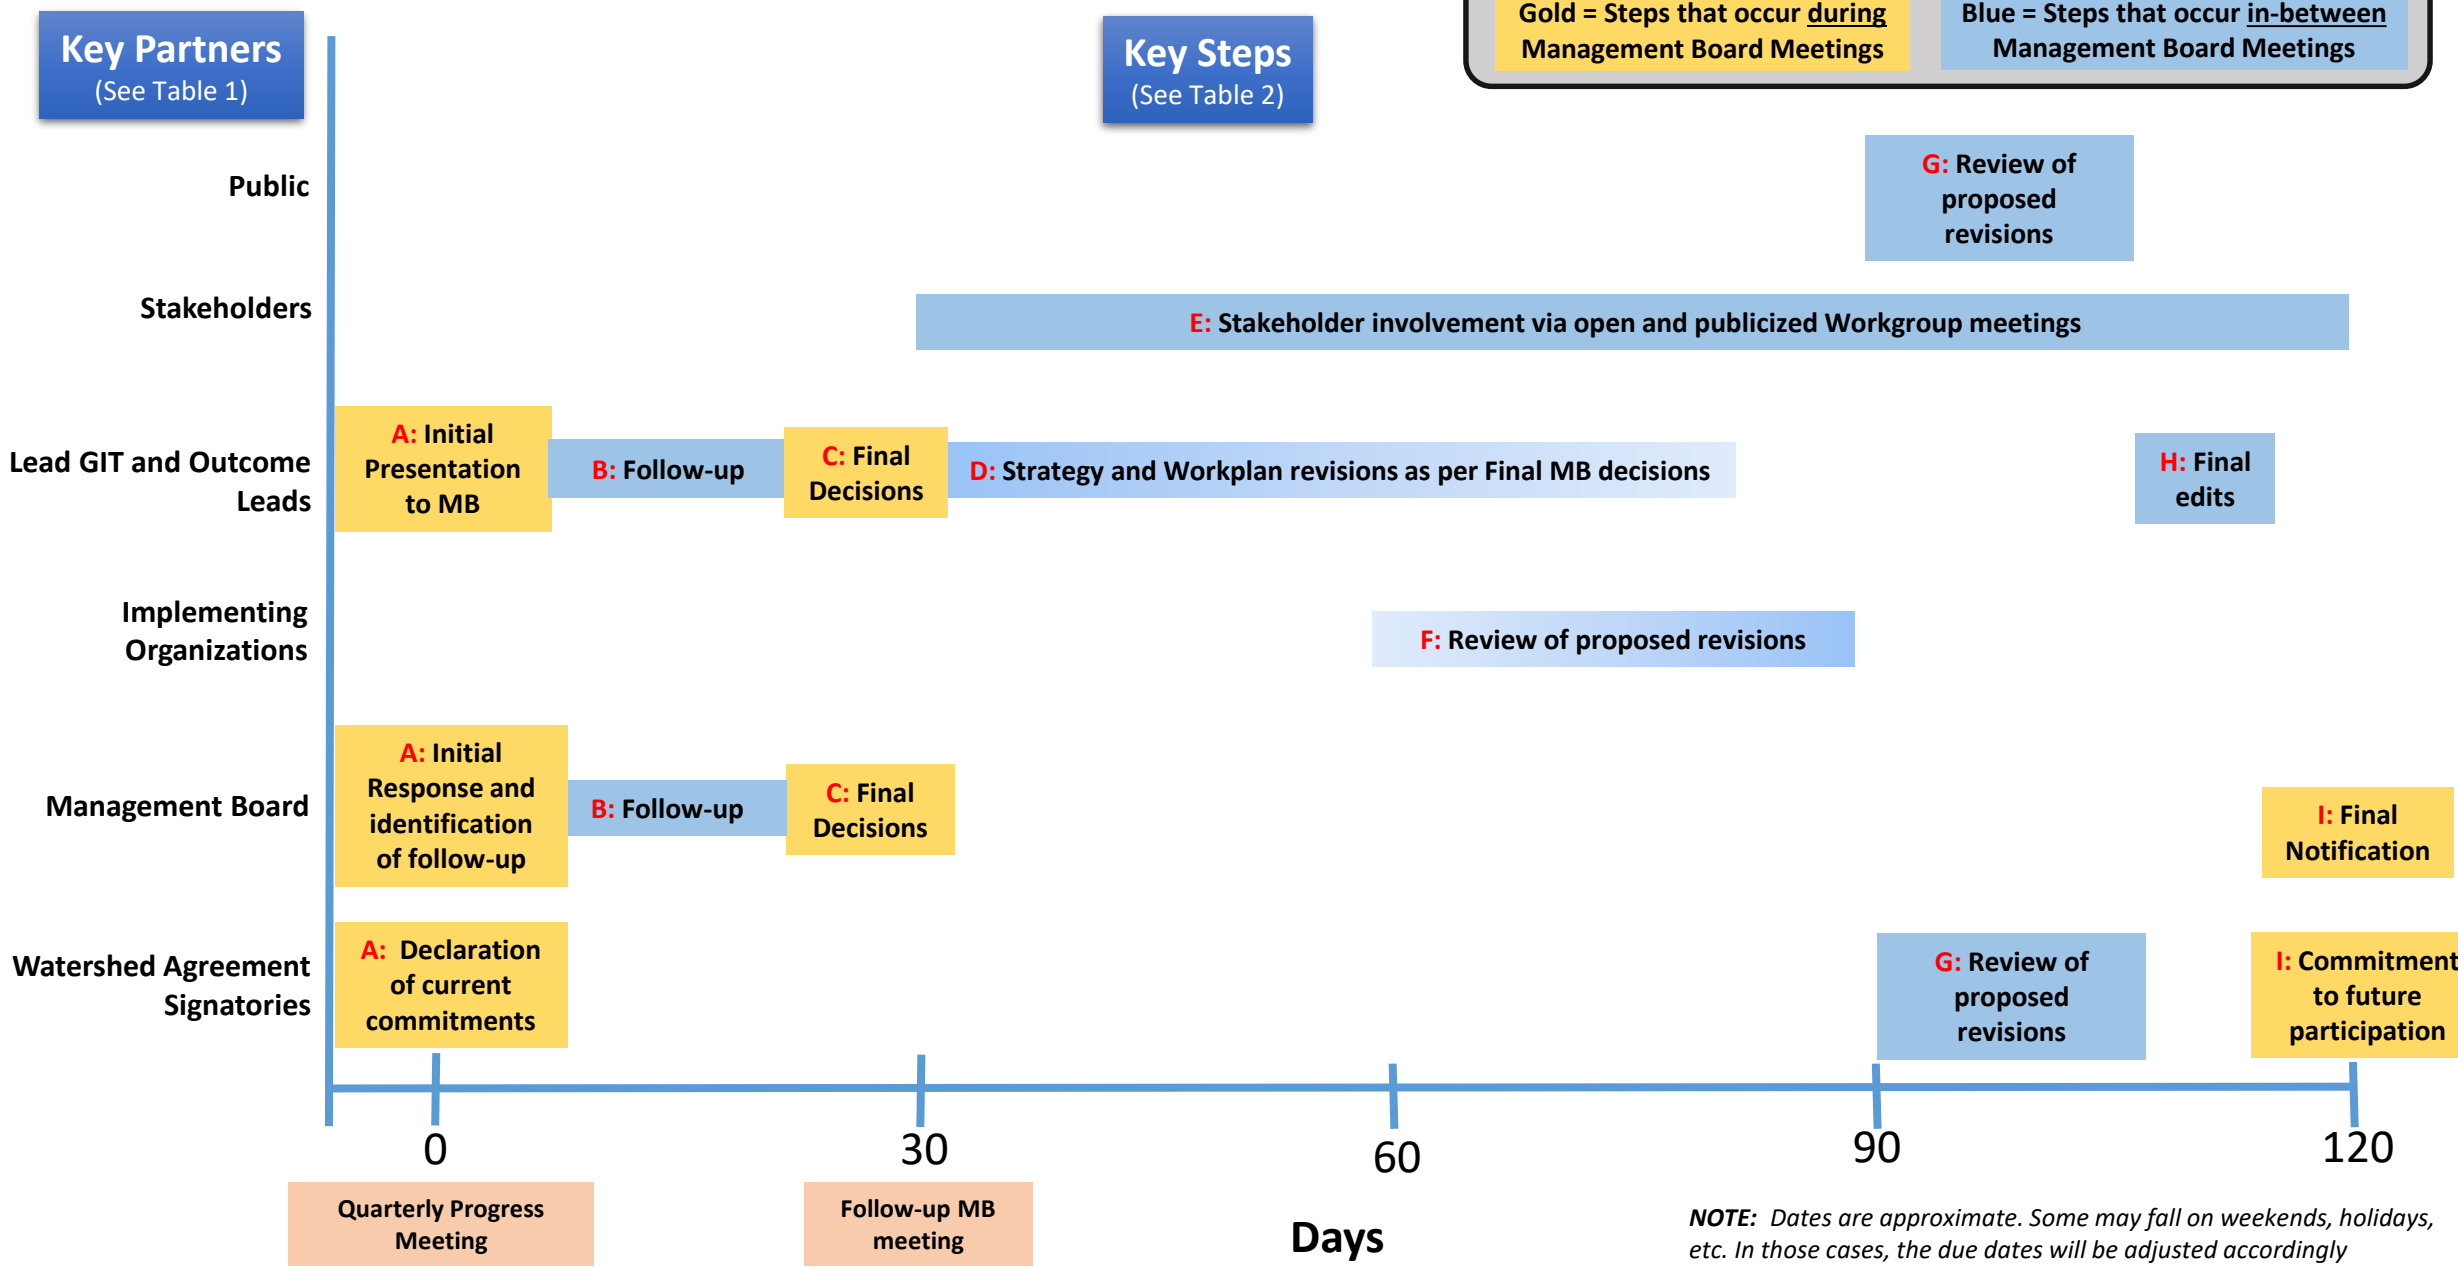 Key Partners
(See Table 1)
Key Steps
(See Table 2)
Gold = Steps that occur during
Management Board Meetings
Blue = Steps that occur in-between
Management Board Meetings
Public
G: Review of
proposed
revisions
Stakeholders
E: Stakeholder involvement via open and publicized Workgroup meetings
Lead GIT and Outcome
Leads
A: Initial
Presentation
to MB
B: Follow-up
C: Final
Decisions
D: Strategy and Workplan revisions as per Final MB decisions
H: Final
edits
Implementing
Organizations
F: Review of proposed revisions
Management Board
A: Initial
Response and
identification
of follow-up
B: Follow-up
C: Final
Decisions
I: Final
Notification
Watershed Agreement
Signatories
A: Declaration
of current
commitments
G: Review of
proposed
revisions
I: Commitment
to future
participation
0
30
60
90
120
Quarterly Progress
Meeting
Follow-up MB
meeting
Days
NOTE: Dates are approximate. Some may fall on weekends, holidays,
etc. In those cases, the due dates will be adjusted accordingly